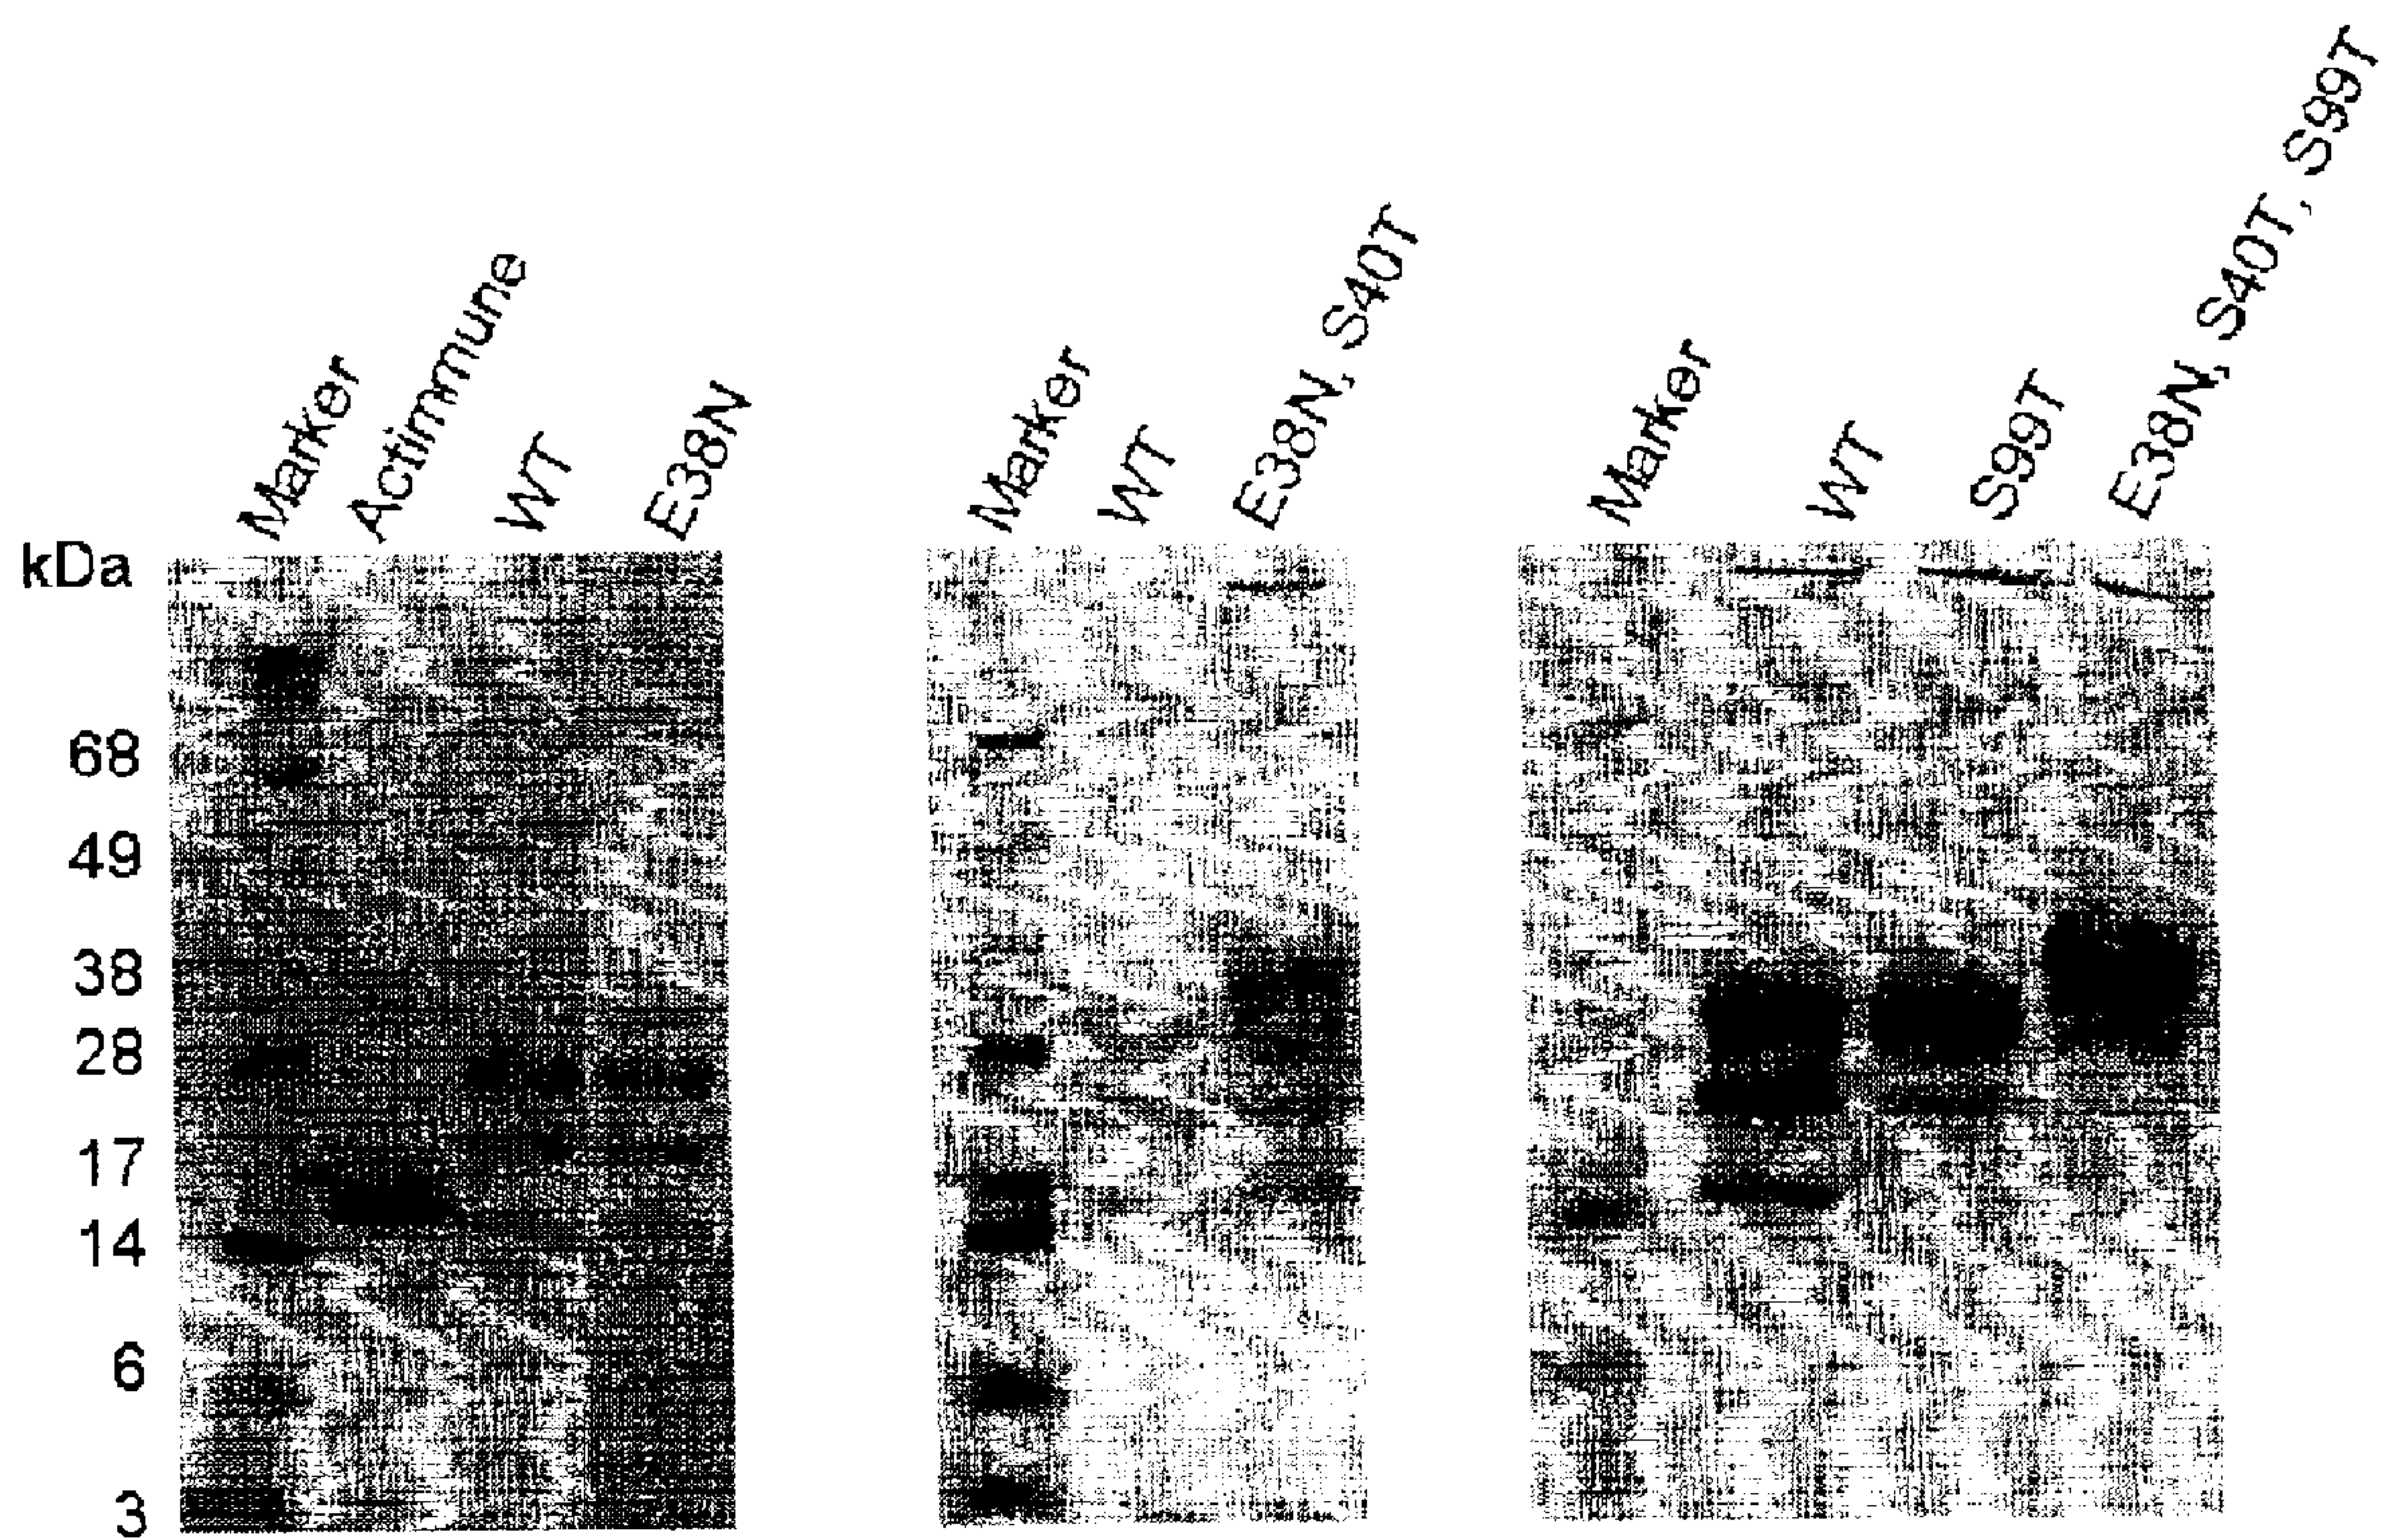 Marker
Actimmune
WT
E38N
Marker
WT
E38N, S40T
Marker
WT
S99T
E38N, S40T, S99T
kDa
68
49
38
28
17
14
6
3